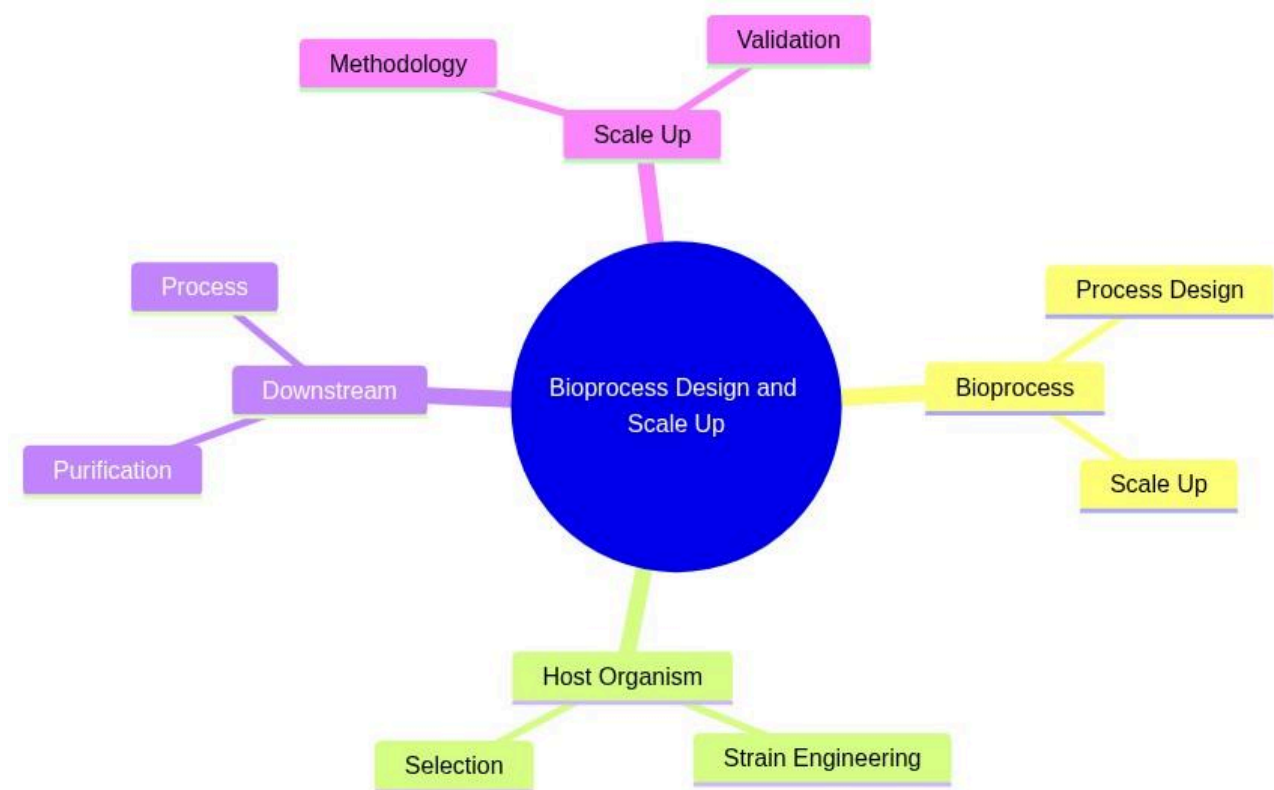 Validation
Methodology
Scale Up
Process
Process Design
Downstream
Bioprocess Design and
Scale Up
Bioprocess
Purification
Scale Up
Host Organism
Selection
Strain Engineering